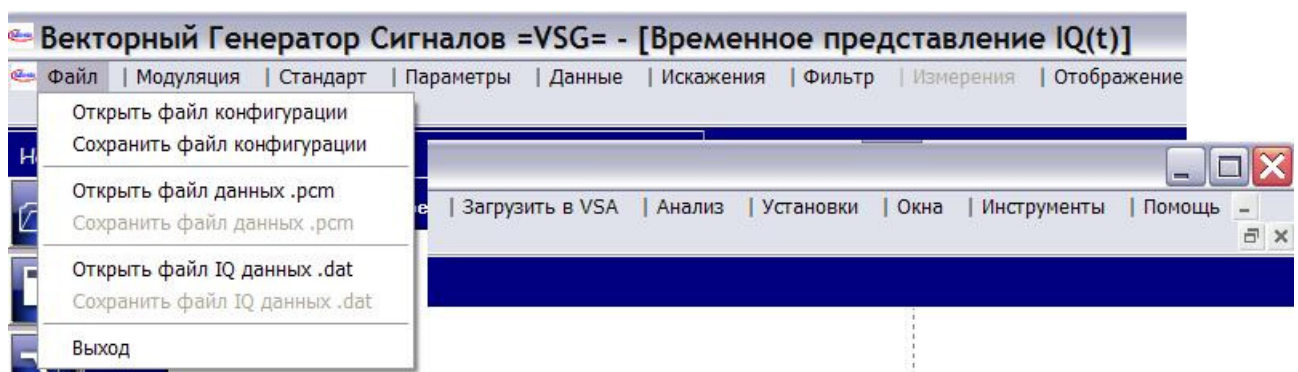 Векторный Генератор Сигналов =VSG= - [Временное представление IQ(t)]
Файл | Модуляция | Стандарт | Параметры | Данные | Искажения | Фильтр | Измерения | Отображение
Открыть файл конфигурации
Сохранить файл конфигурации
Открыть файл данных .pcm
Сохранить файл данных .pcm
Открыть файл IQ данных .dat
Сохранить файл IQ данных .dat
Выход
| Загрузить в VSA | Анализ | Установки | Окна | Инструменты | Помощь